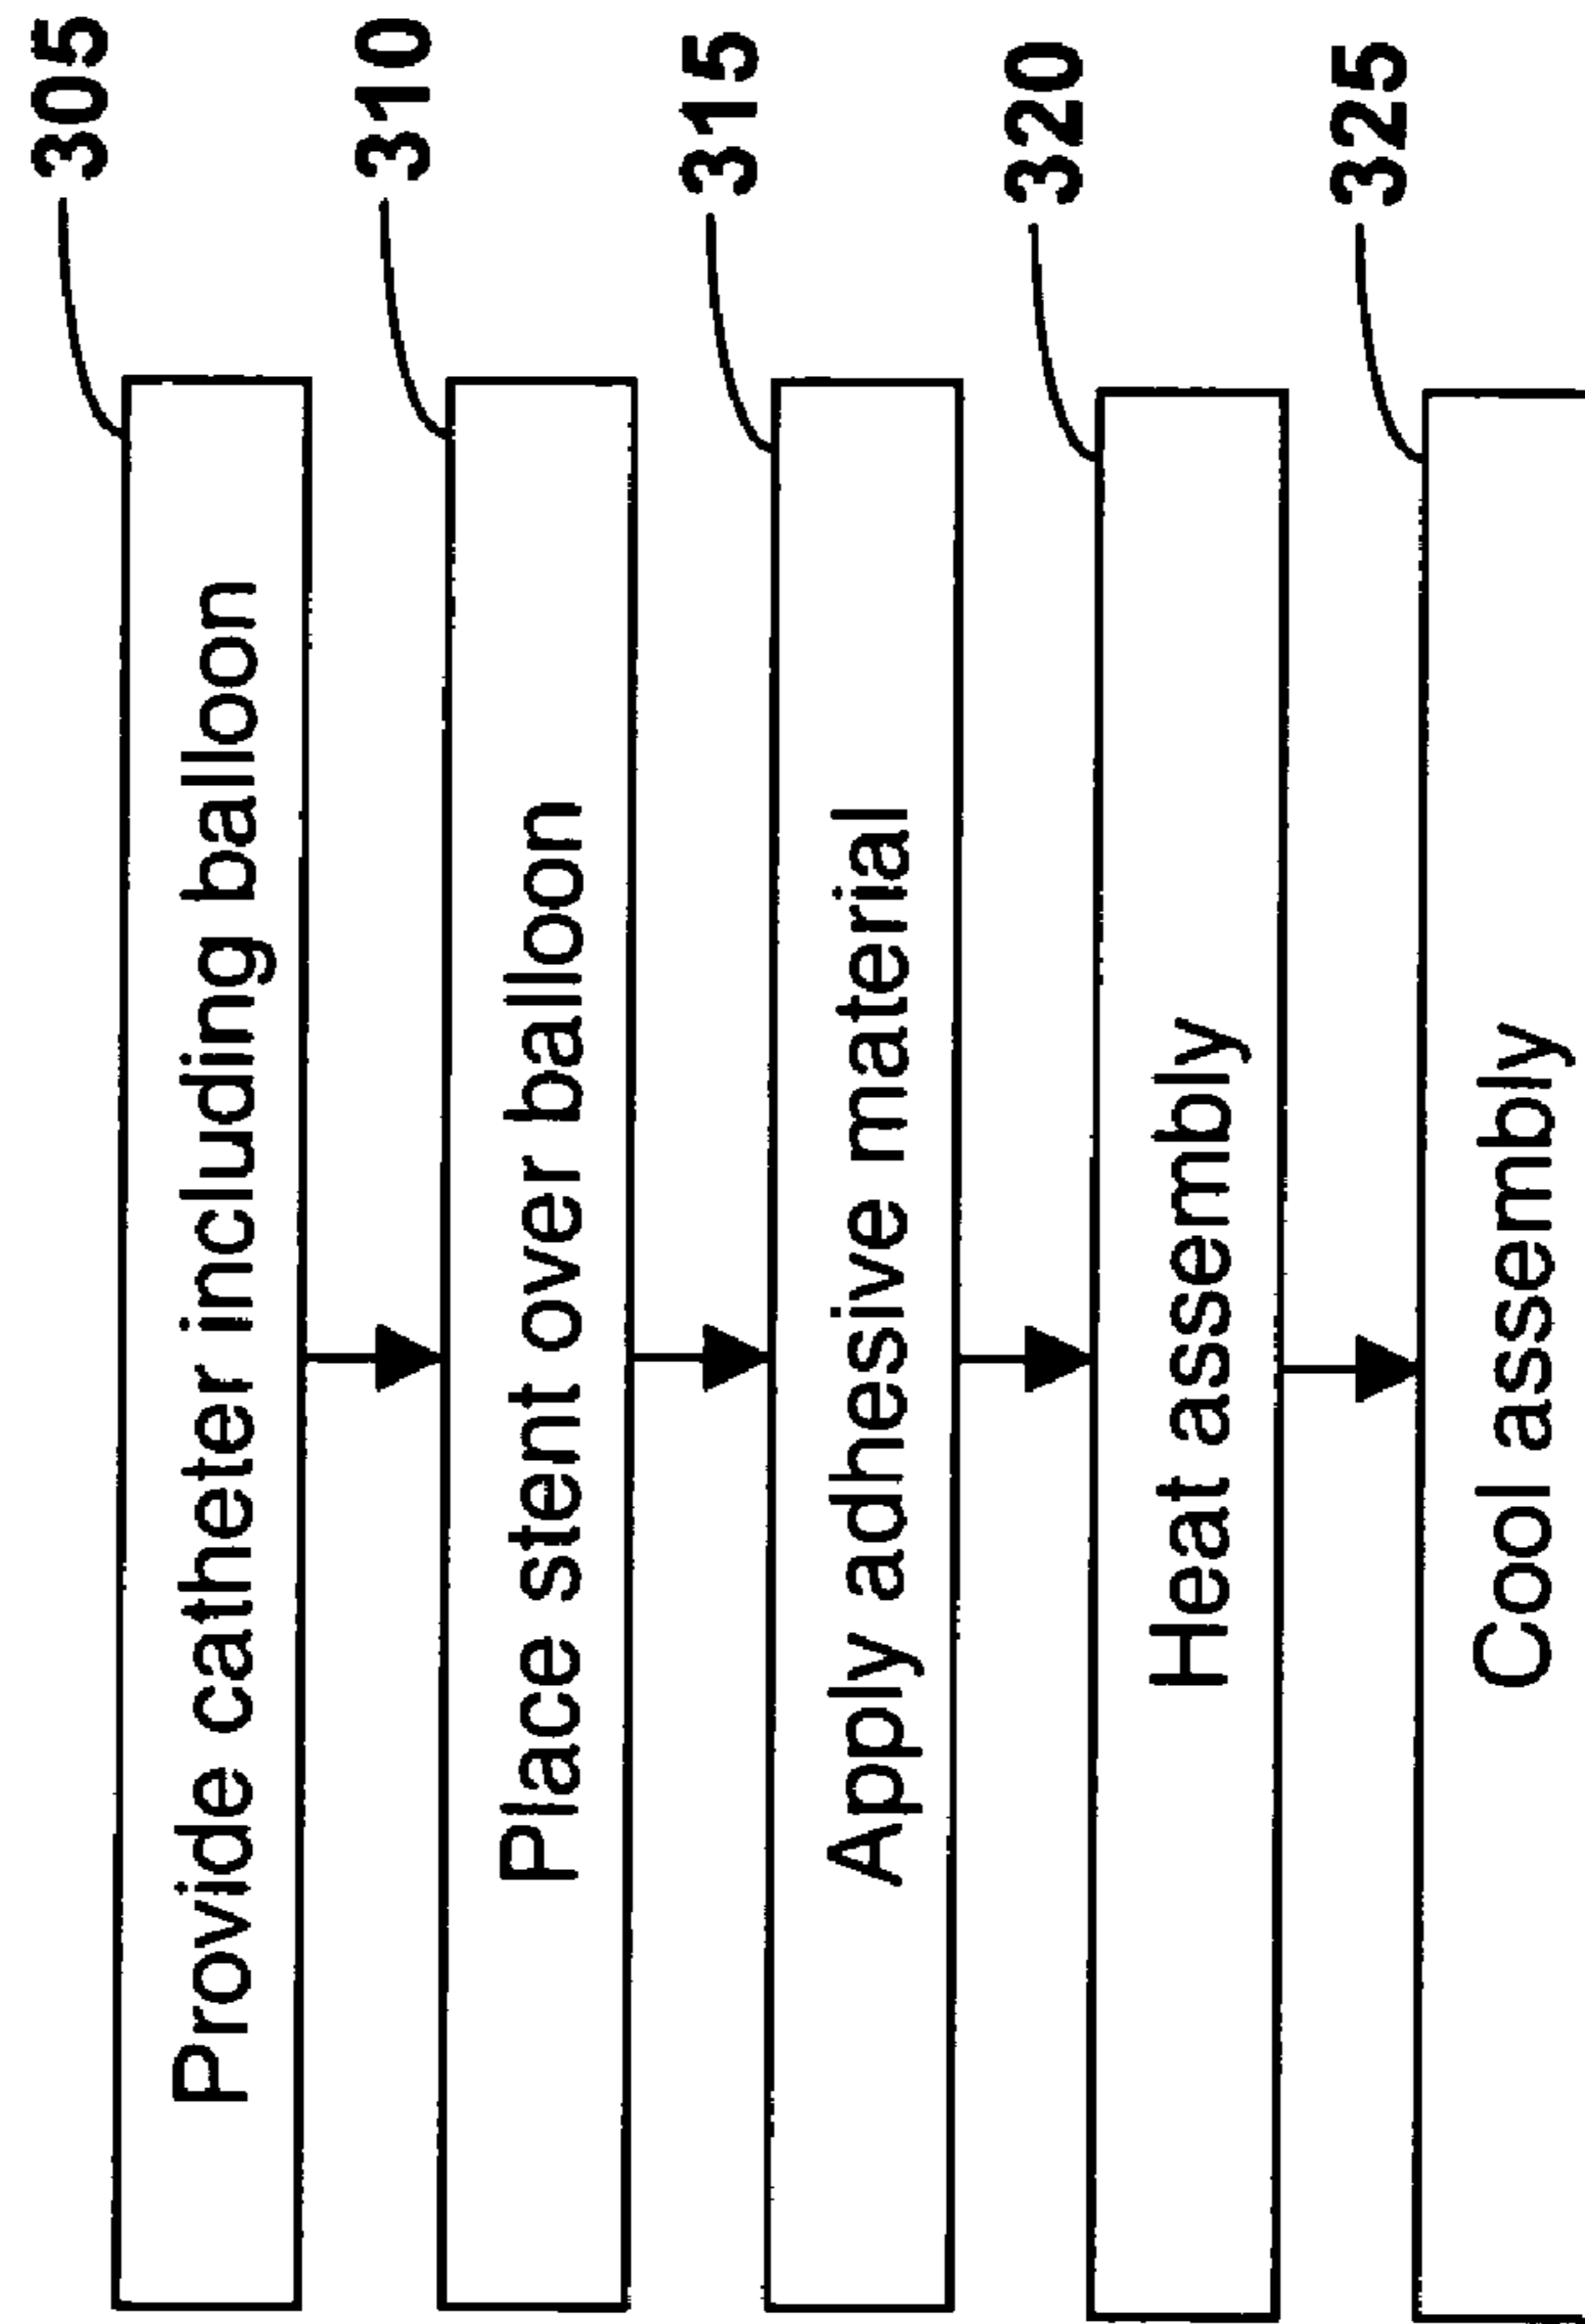 305
Provide catheter including balloon
310
Place stent over balloon
315
Apply adhesive material
320
Heat assembly
325
Cool assembly